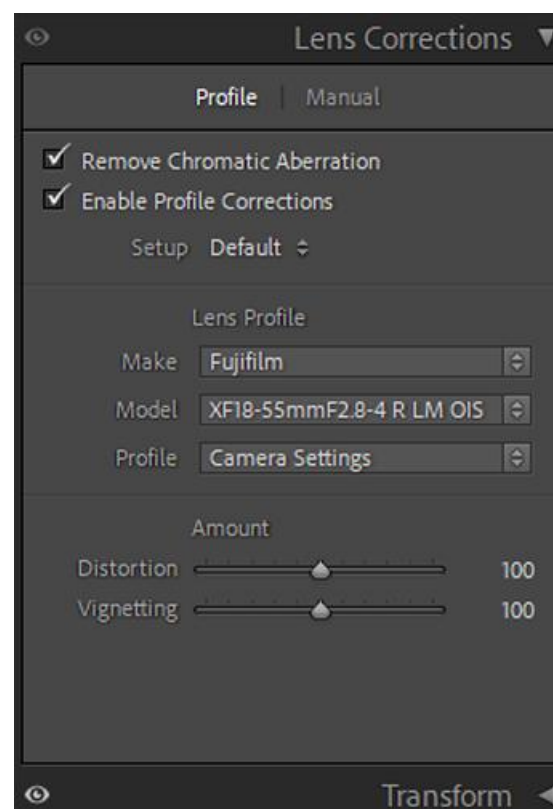 Lens Corrections
Profile | Manual
Remove Chromatic Aberration
Enable Profile Corrections
Setup Default
Lens Profile
Make Fujifilm
Model XF18-55mmF2.8-4 R LM OIS
Profile Camera Settings
Amount
Distortion 100
Vignetting 100
Transform